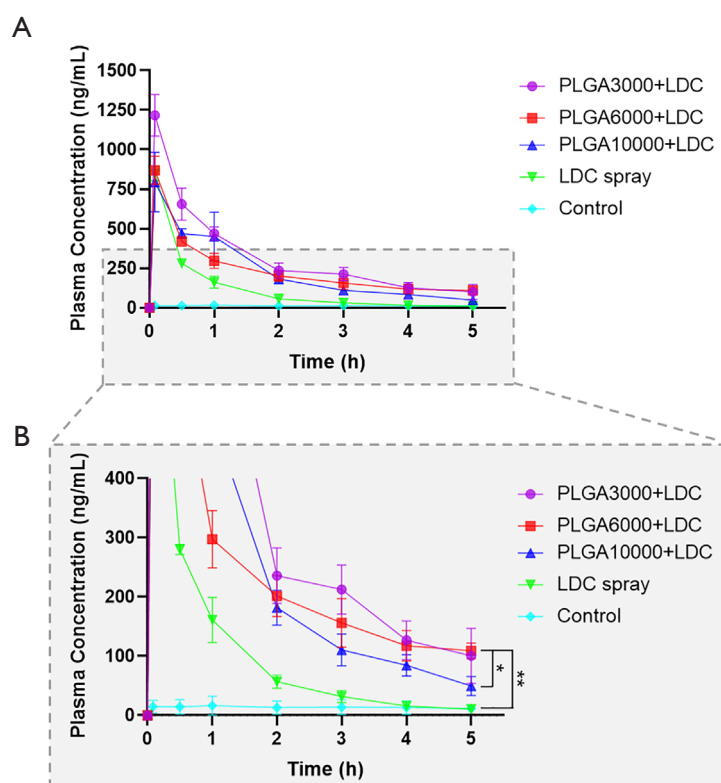 A
Plasma Concentration (ng/mL)
1500
1250
1000
750
500
250
0
0 1 2 3 4 5
Time (h)
PLGA3000+LDC
PLGA6000+LDC
PLGA10000+LDC
LDC spray
Control
B
Plasma Concentration (ng/mL)
400
300
200
100
0
0 1 2 3 4 5
Time (h)
PLGA3000+LDC
PLGA6000+LDC
PLGA10000+LDC
LDC spray
Control
*
**